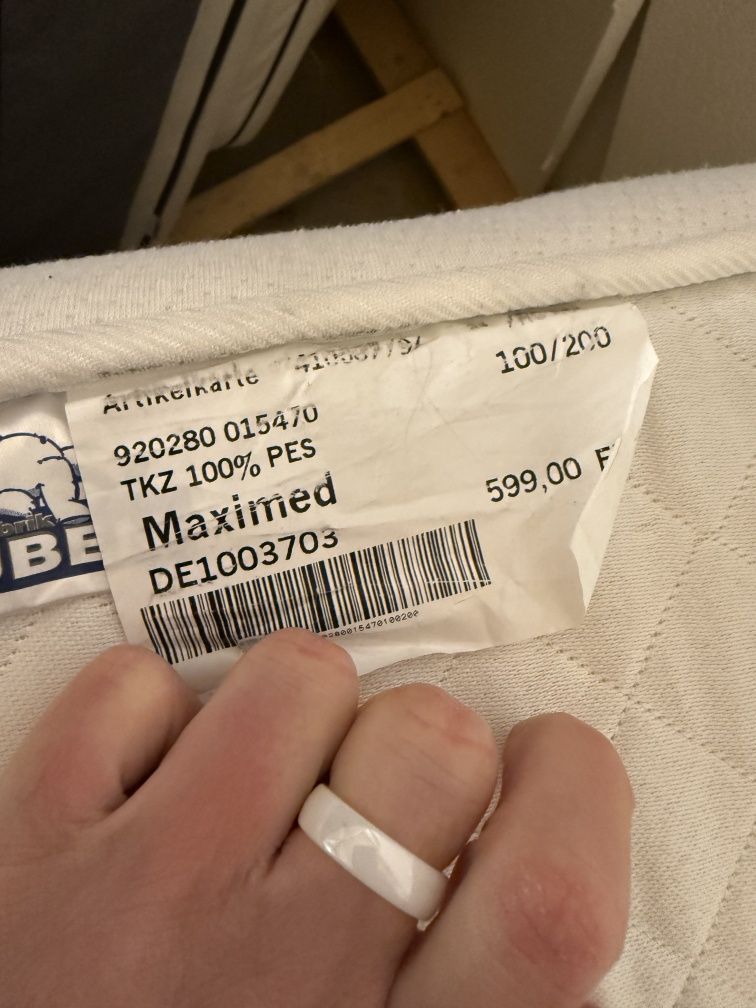 Artikelkarte
100/200
920280 015470
TKZ 100% PES
Maximed
599,00
DE1003703